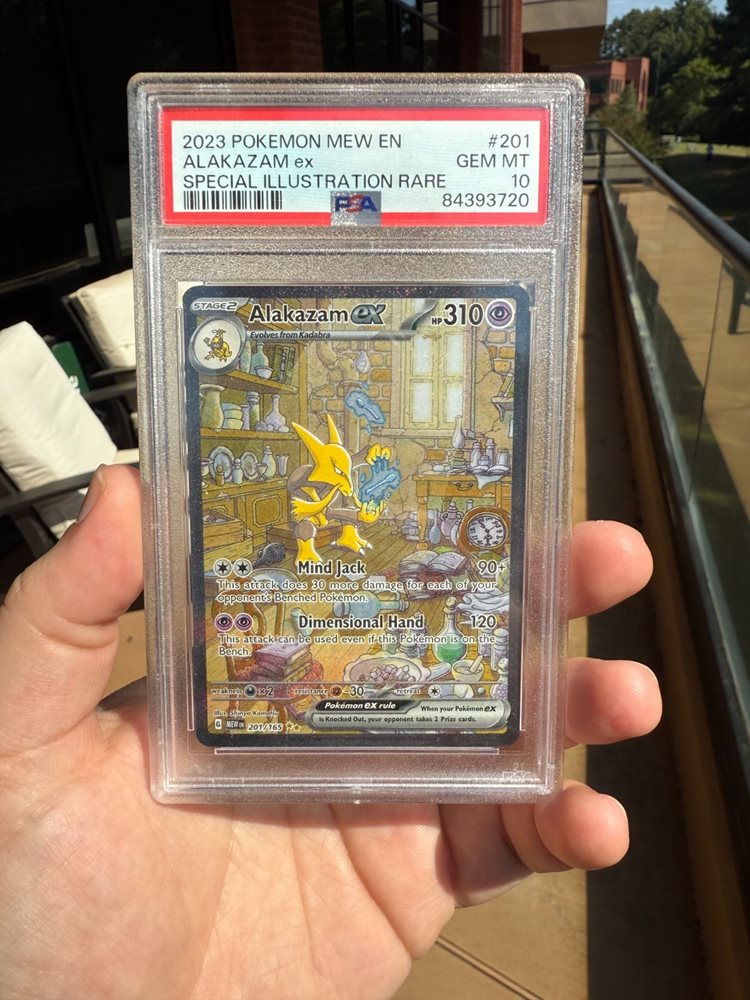 2023 POKEMON MEW EN #201
ALAKAZAM ex GEM MT
SPECIAL ILLUSTRATION RARE 10
PSA 84393720
STAGE2 Alakazam ex HP310
Evolves from Kadabra
Mind Jack 90+
This attack does 30 more damage for each of your
opponent's Benched Pokémon.
Dimensional Hand 120
This attack can be used even if this Pokémon is on the
Bench.
weakness ×2 resistance -30 retreat
Pokémon ex rule When your Pokémon ex
is Knocked Out, your opponent takes 2 Prize cards.
Illus. Shinya Komatsu
G MEW EN 201/165